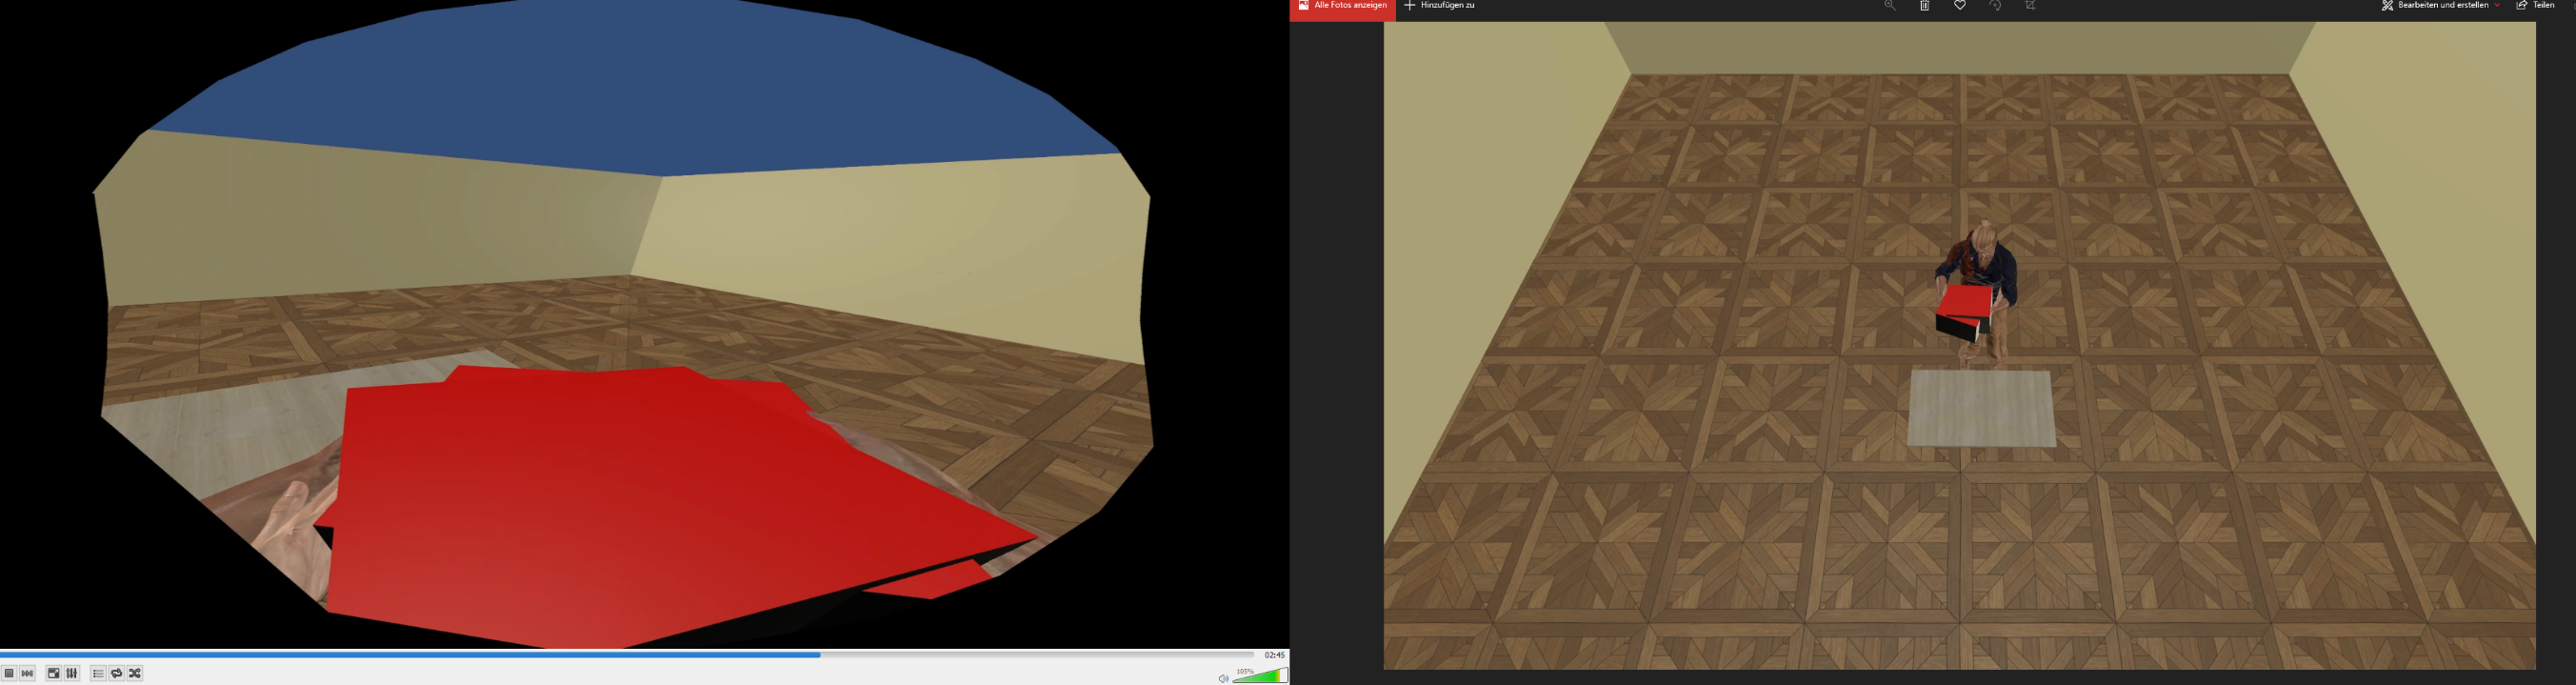 Alle Fotos anzeigen
Hinzufügen zu
Bearbeiten und erstellen
Teilen
02:45
105%